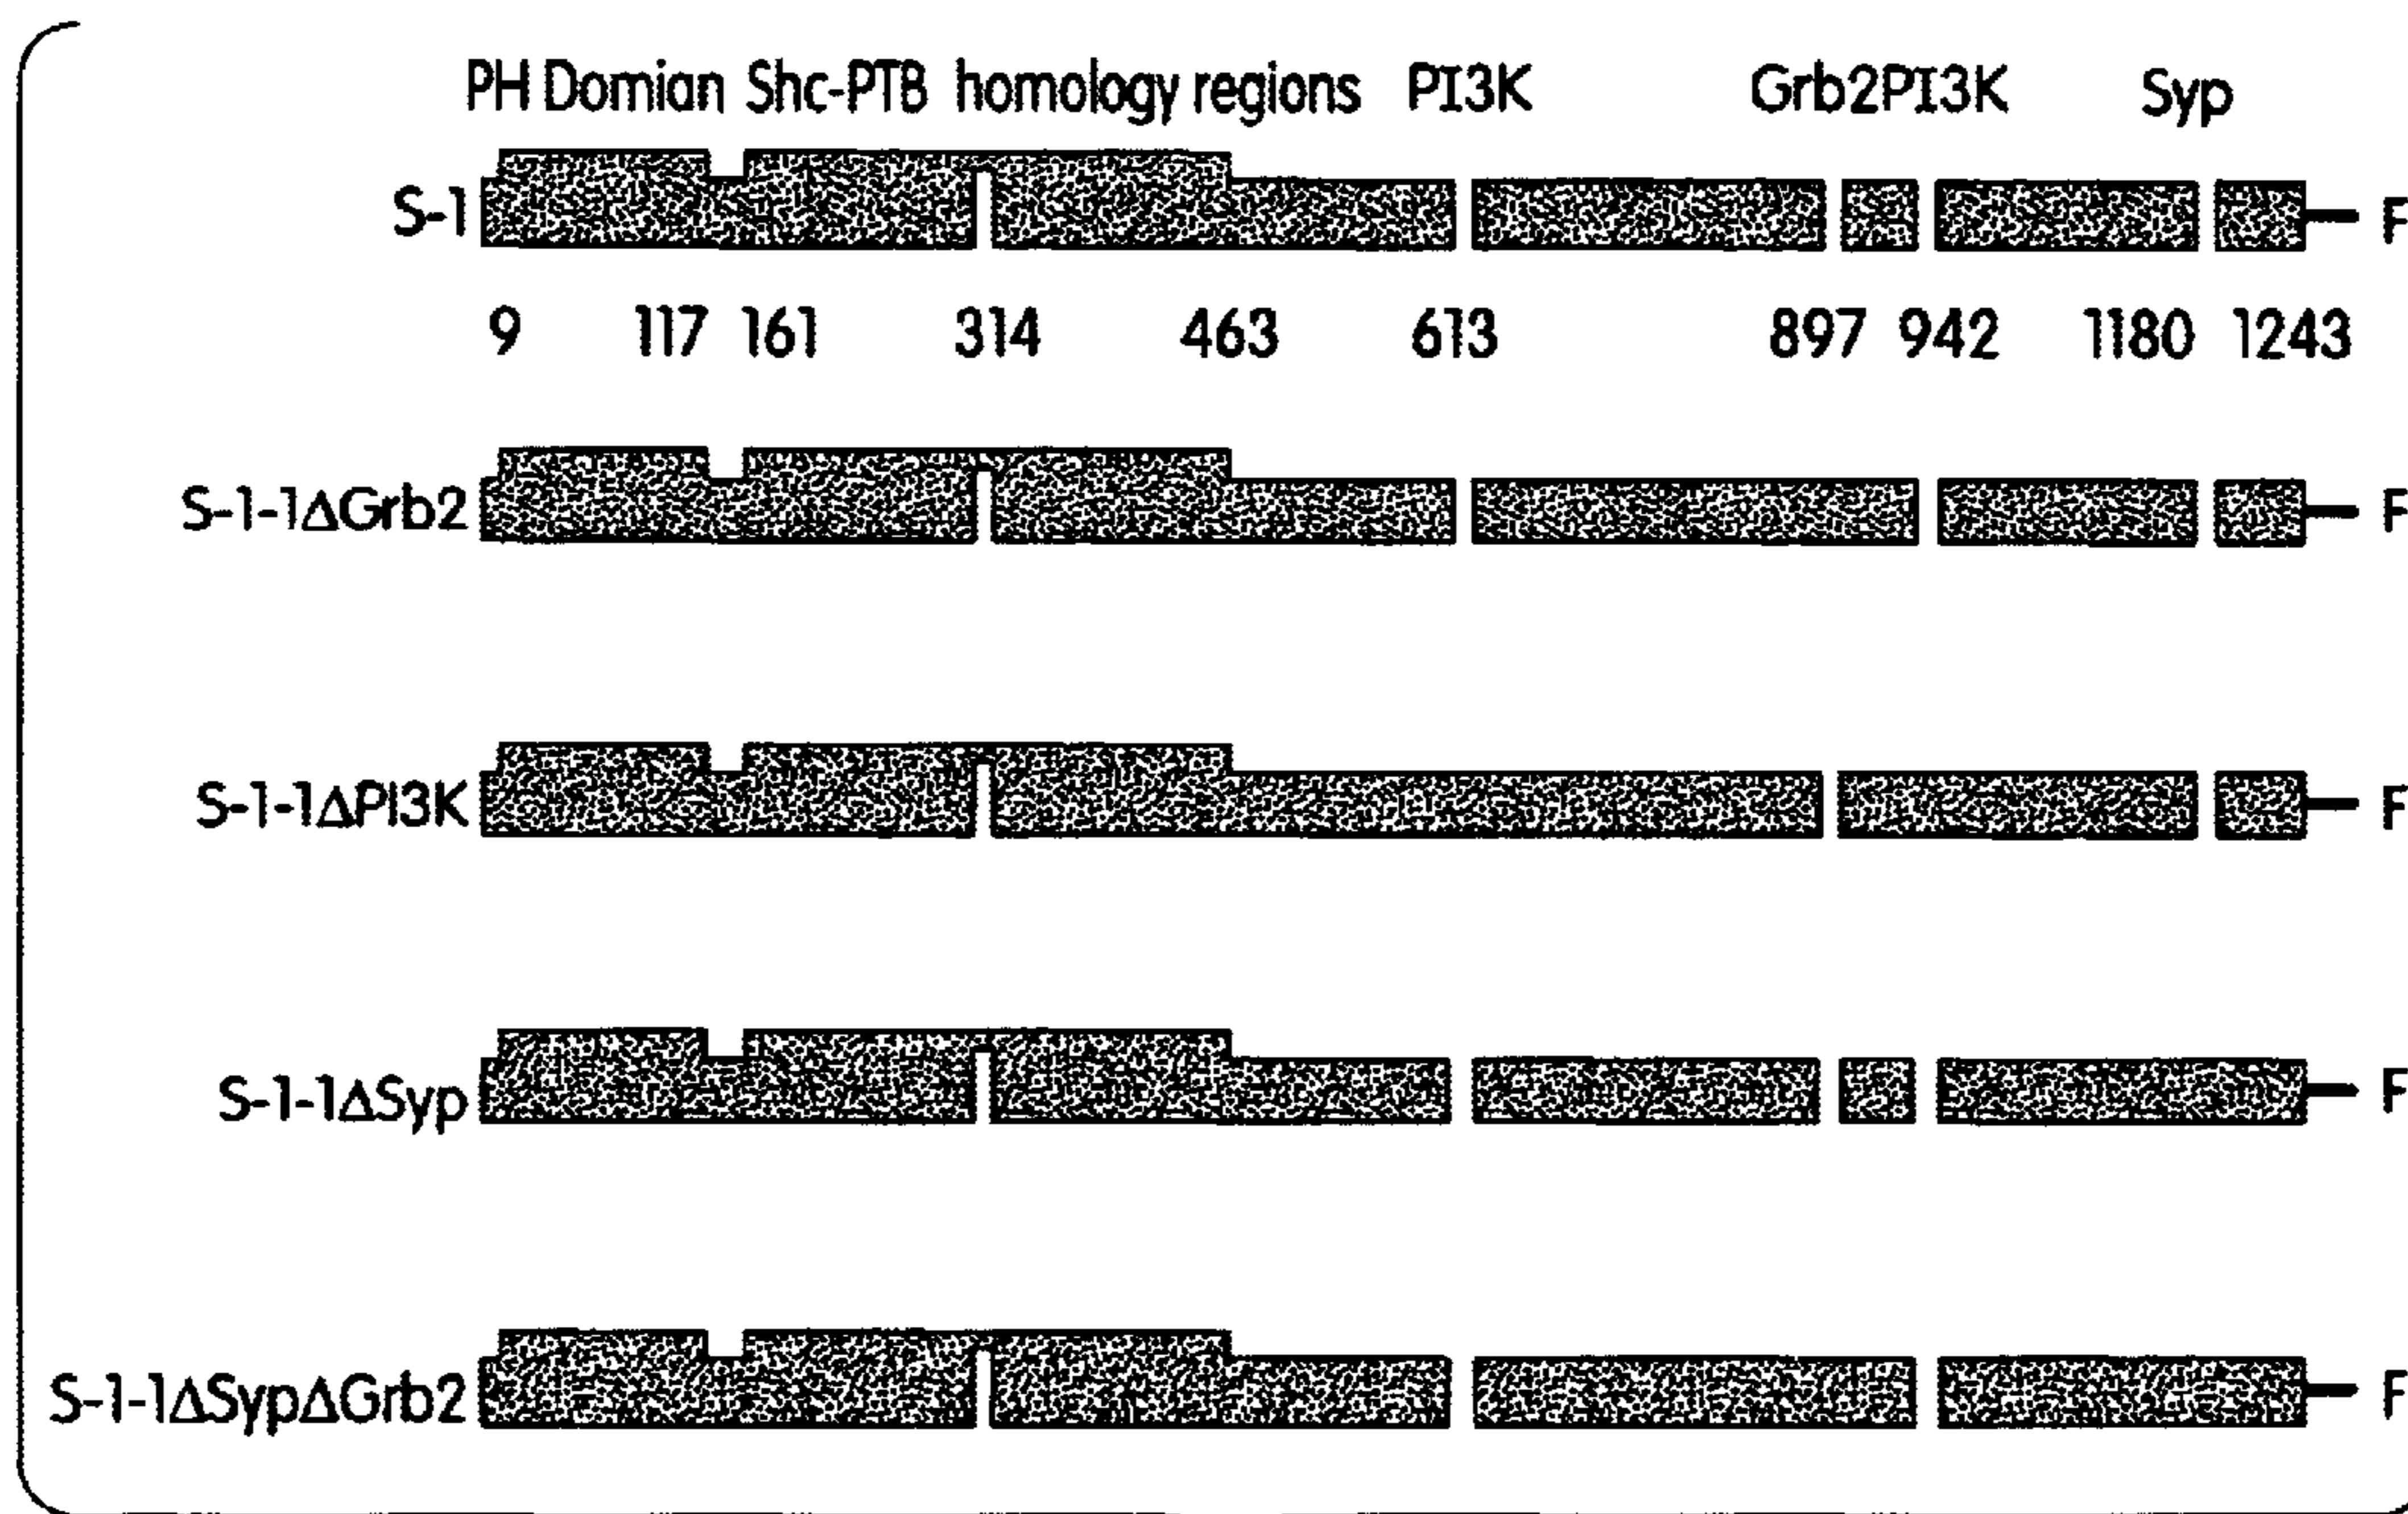 PH Domian Shc-PTB homology regions PI3K Grb2PI3K Syp
S-1 F
9 117 161 314 463 613 897 942 1180 1243
S-1-1ΔGrb2 F
S-1-1ΔPI3K F
S-1-1ΔSyp F
S-1-1ΔSypΔGrb2 F